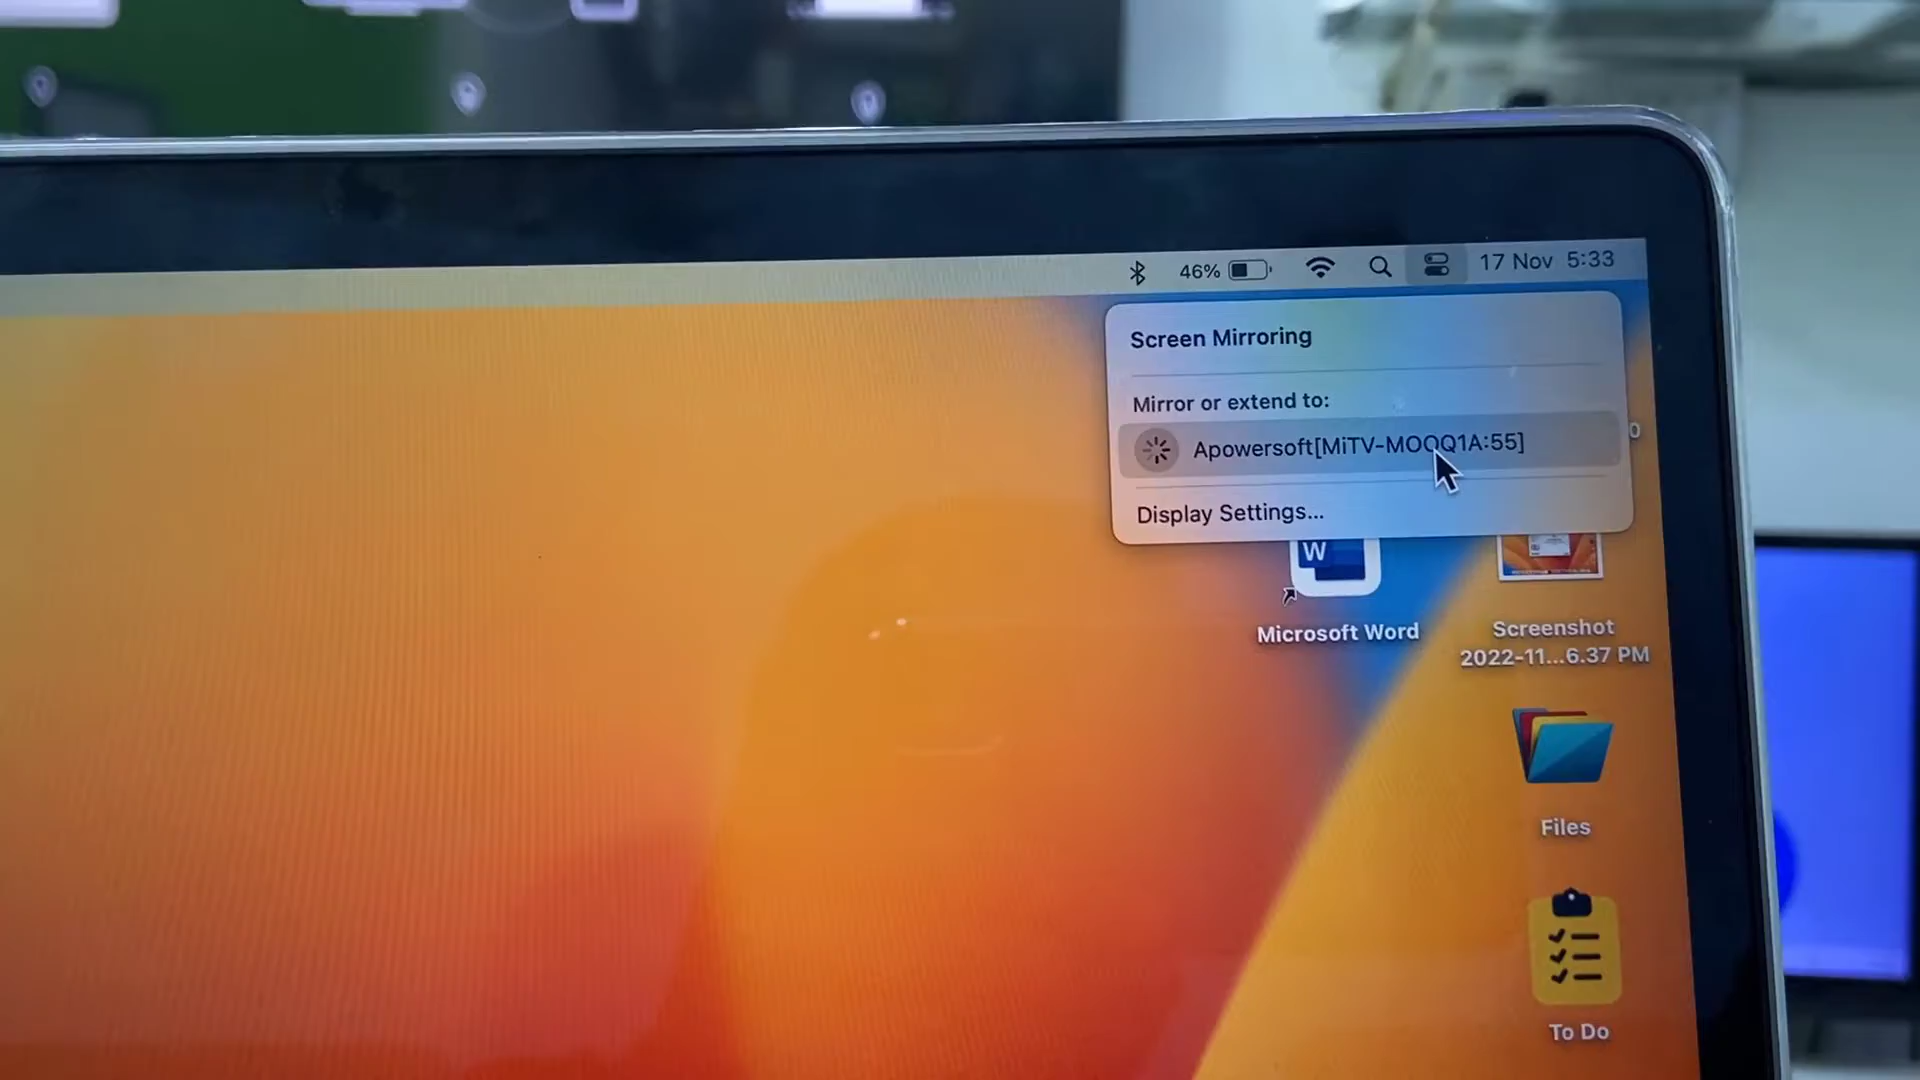 46%
17 Nov 5:33
Screen Mirroring
Mirror or extend to:
Apowersoft[MiTV-MOOQ1A:55]
Display Settings...
W
Microsoft Word
Screenshot
2022-11...6.37 PM
Files
To Do